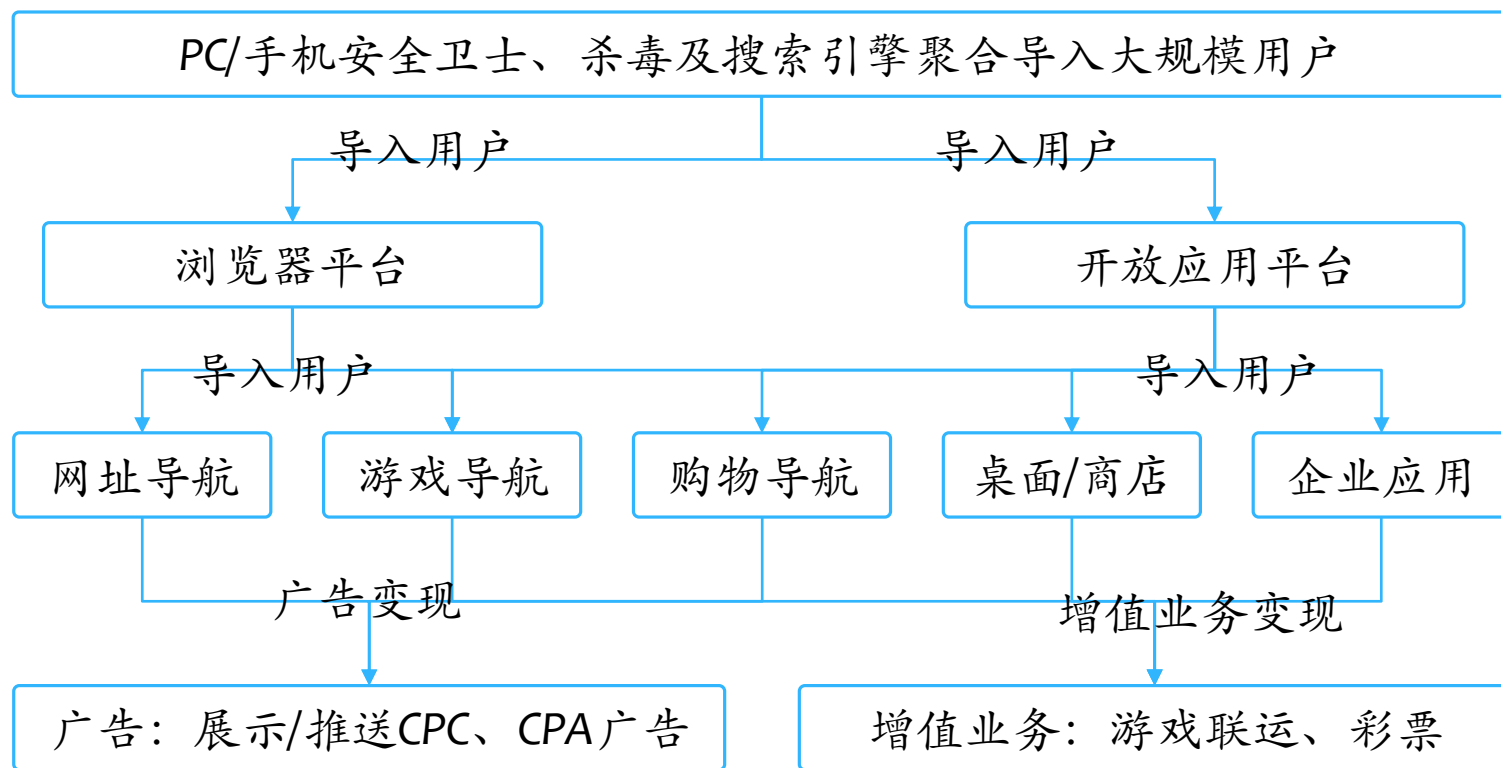 PC/手机安全卫士、杀毒及搜索引擎聚合导入大规模用户
导入用户
导入用户
浏览器平台
开放应用平台
导入用户
导入用户
网址导航
游戏导航
购物导航
桌面/商店
企业应用
广告变现
增值业务变现
广告：展示/推送CPC、CPA广告
增值业务：游戏联运、彩票